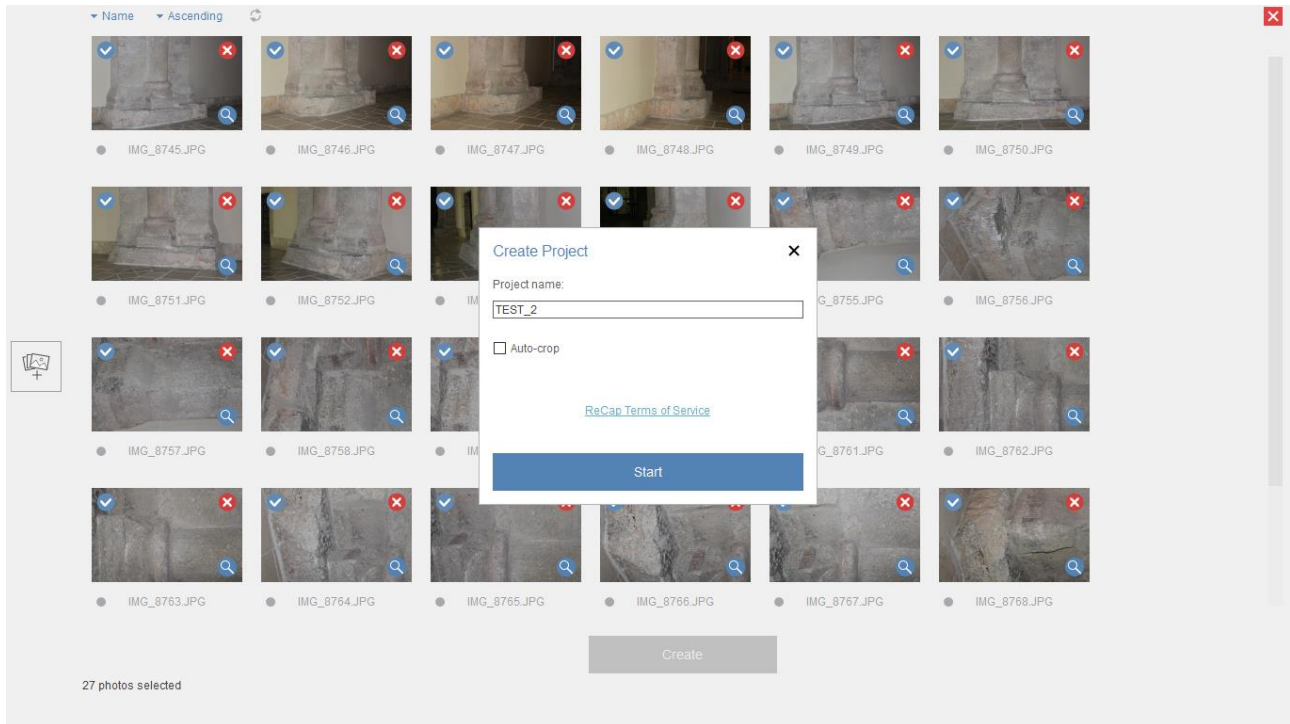 Name Ascending
IMG_8745.JPG IMG_8746.JPG IMG_8747.JPG IMG_8748.JPG IMG_8749.JPG IMG_8750.JPG
IMG_8751.JPG IMG_8752.JPG IM G_8755.JPG IMG_8756.JPG
Create Project
Project name:
TEST_2
Auto-crop
ReCap Terms of Service
Start
IMG_8757.JPG IMG_8758.JPG IM G_8761.JPG IMG_8762.JPG
IMG_8763.JPG IMG_8764.JPG IMG_8765.JPG IMG_8766.JPG IMG_8767.JPG IMG_8768.JPG
Create
27 photos selected